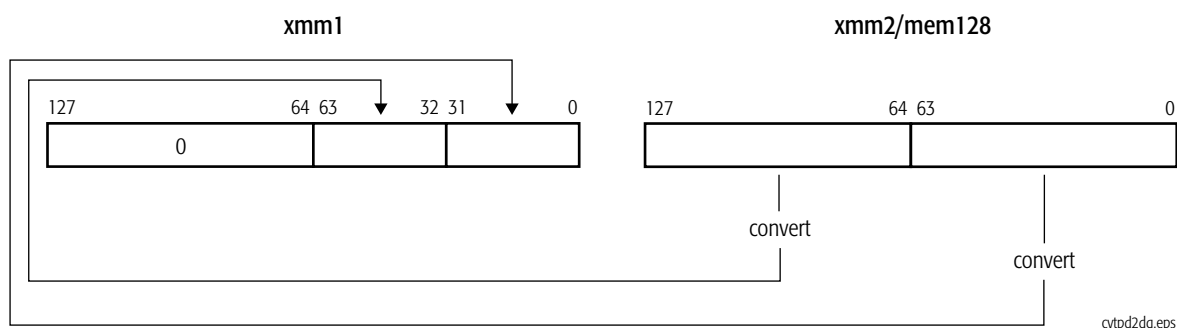 xmm1 xmm2/mem128
127 64 63 32 31 0 127 64 63 0
0
convert
convert
cvtpd2dq.eps